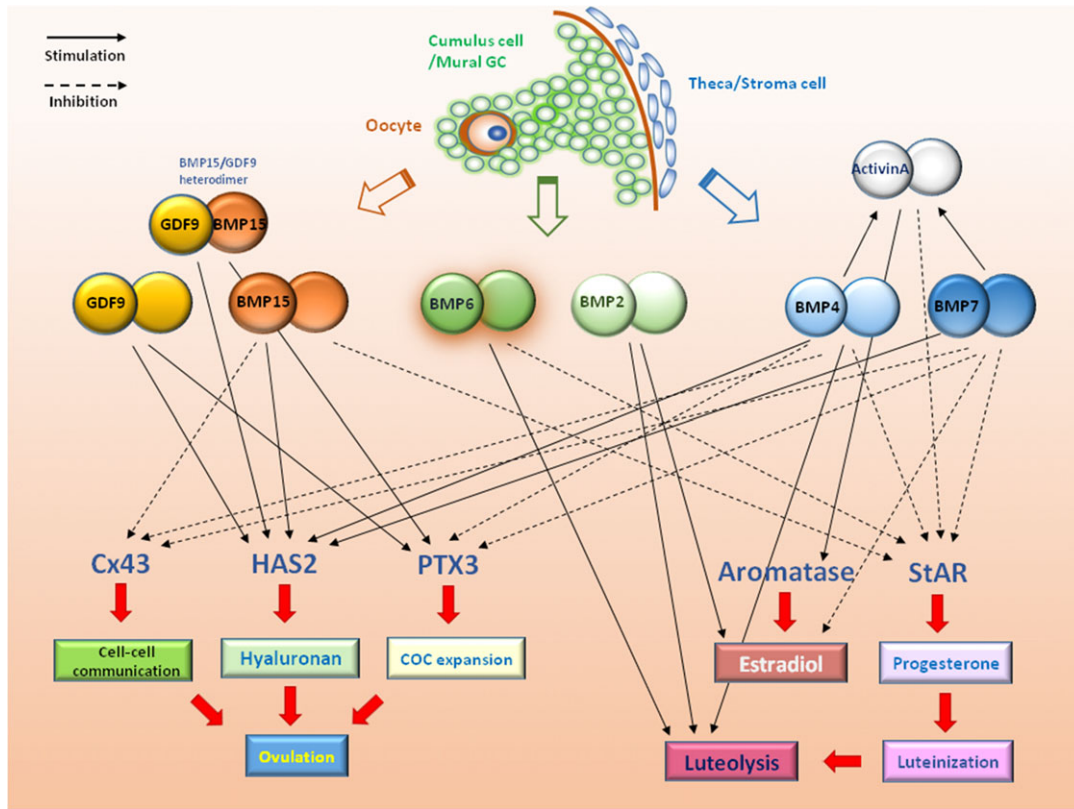 Stimulation
Inhibition
Cumulus cell
/Mural GC
Theca/Stroma cell
Oocyte
BMP15/GDF9
heterodimer
ActivinA
GDF9 BMP15
GDF9
BMP15
BMP6
BMP2
BMP4
BMP7
Cx43
HAS2
PTX3
Aromatase
StAR
Cell-cell
communication
Hyaluronan
COC expansion
Estradiol
Progesterone
Ovulation
Luteolysis
Luteinization